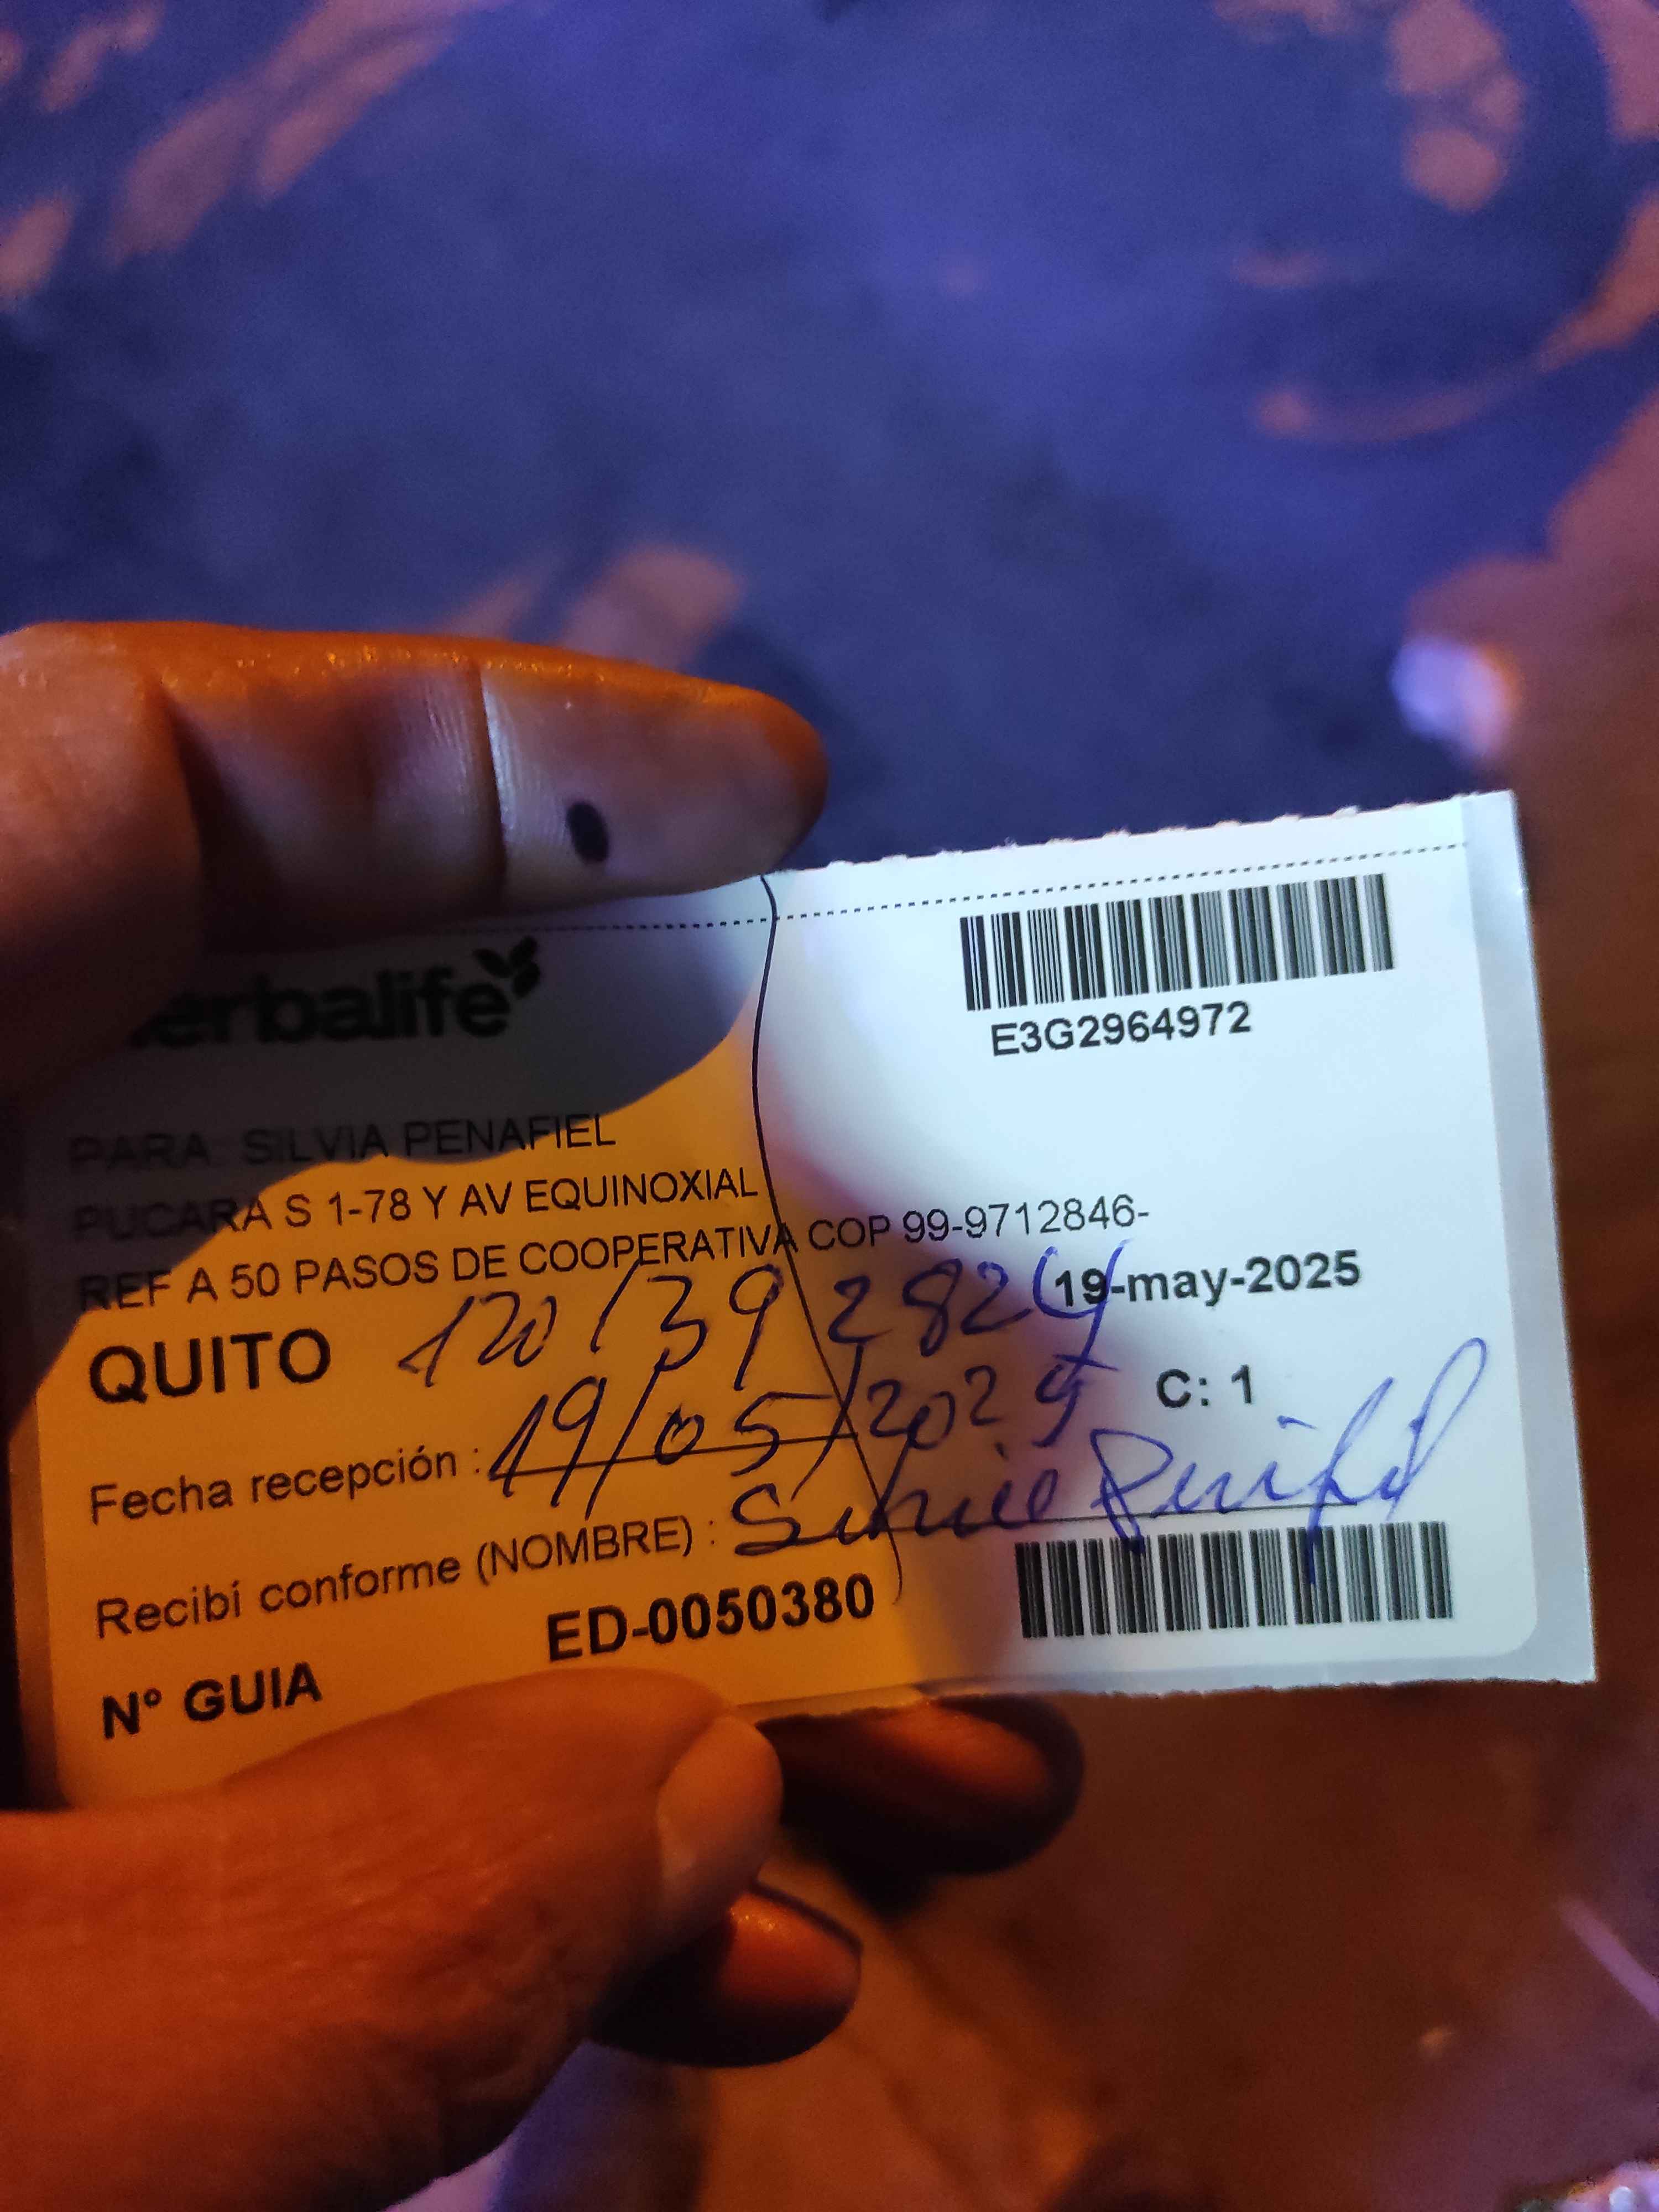 erbalife
E3G2964972
PARA SILVIA PENAFIEL
PUCARA S 1-78 Y AV EQUINOXIAL
REF A 50 PASOS DE COOPERATIVA COP 99-9712846-
19-may-2025
QUITO
C: 1
Fecha recepción : 19/05/2025
Recibí conforme (NOMBRE) :
ED-0050380
Nº GUIA